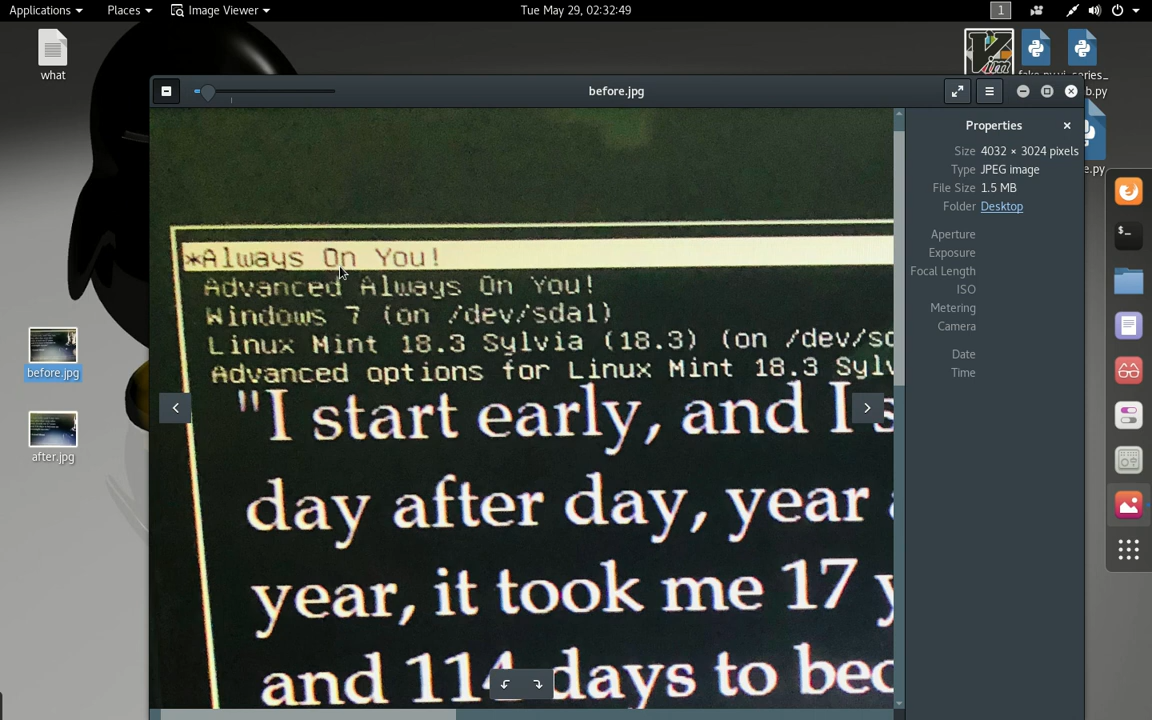 Applications Places Image Viewer Tue May 29, 02:32:49 1
what
before.jpg
Properties
Size 4032 × 3024 pixels
Type JPEG image
File Size 1.5 MB
Folder Desktop
Aperture
Exposure
Focal Length
ISO
Metering
Camera
Date
Time
*Always On You!
Advanced Always On You!
Windows 7 (on /dev/sda1)
Linux Mint 18.3 Sylvia (18.3) (on /dev/sd
Advanced options for Linux Mint 18.3 Sylv
"I start early, and I s
day after day, year
year, it took me 17 y
and 114 days to bec
before.jpg
after.jpg
b.py
e.py